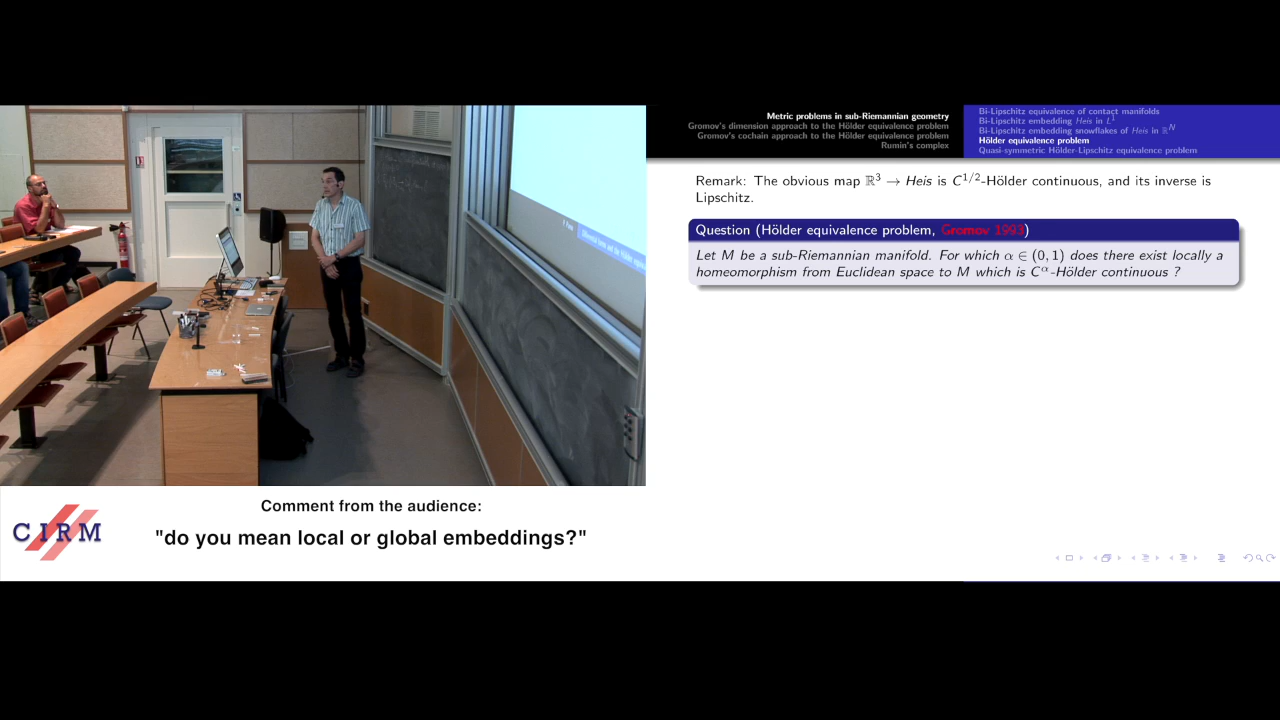 Metric problems in sub-Riemannian geometry
Gromov's dimension approach to the Hölder equivalence problem
Gromov's cochain approach to the Hölder equivalence problem
Rumin's complex
Bi-Lipschitz equivalence of contact manifolds
Bi-Lipschitz embedding Heis in L¹
Bi-Lipschitz embedding snowflakes of Heis in ℝᴺ
Hölder equivalence problem
Quasi-symmetric Hölder-Lipschitz equivalence problem
Remark: The obvious map ℝ³ → Heis is C^{1/2}-Hölder continuous, and its inverse is
Lipschitz.
Question (Hölder equivalence problem, Gromov 1993)
Let M be a sub-Riemannian manifold. For which α ∈ (0, 1) does there exist locally a
homeomorphism from Euclidean space to M which is C^α-Hölder continuous ?
CIRM
Comment from the audience:
"do you mean local or global embeddings?"